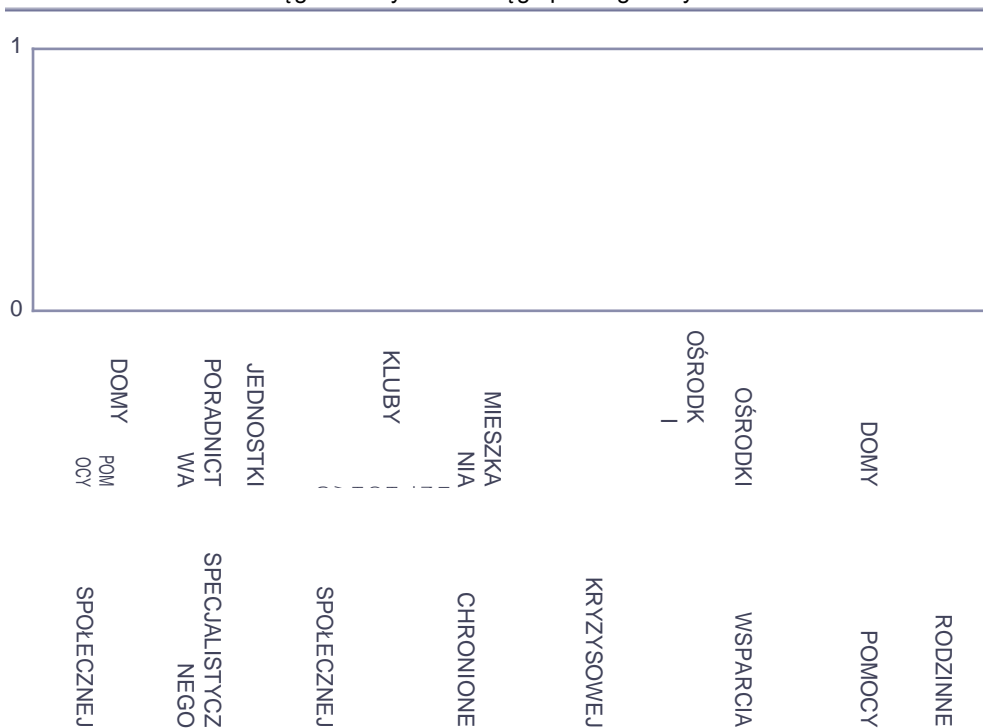 1
0
DOMY
POM
OCY
SPOŁECZNEJ
JEDNOSTKI
PORADNICT
WA
SPECJALISTYCZ
NEGO
KLUBY
SPOŁECZNEJ
MIESZKA
NIA
CHRONIONE
OŚRODK
I
KRYZYSOWEJ
OŚRODKI
WSPARCIA
RODZINNE
DOMY
POMOCY